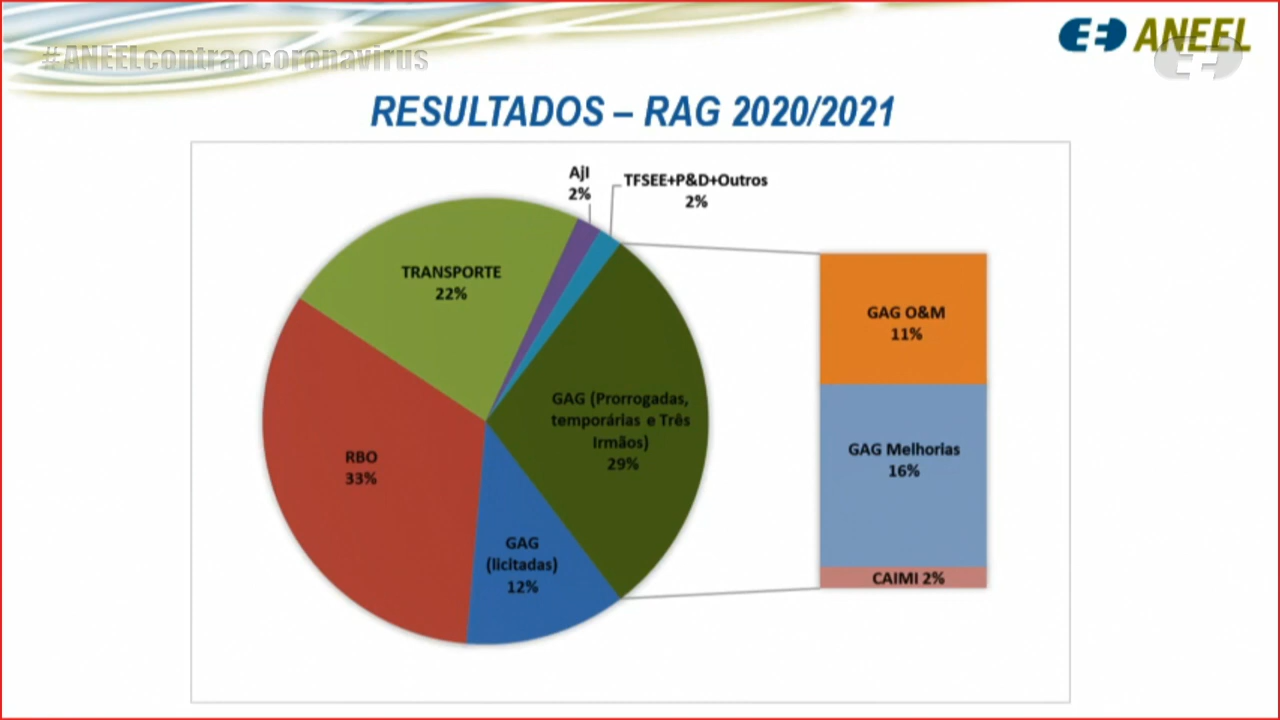 #ANEELcontraocoronavirus
ANEEL
RESULTADOS – RAG 2020/2021
AjI
2%
TFSEE+P&D+Outros
2%
TRANSPORTE
22%
GAG O&M
11%
GAG (Prorrogadas,
temporárias e Três
Irmãos)
29%
GAG Melhorias
16%
RBO
33%
GAG
(licitadas)
12%
CAIMI 2%